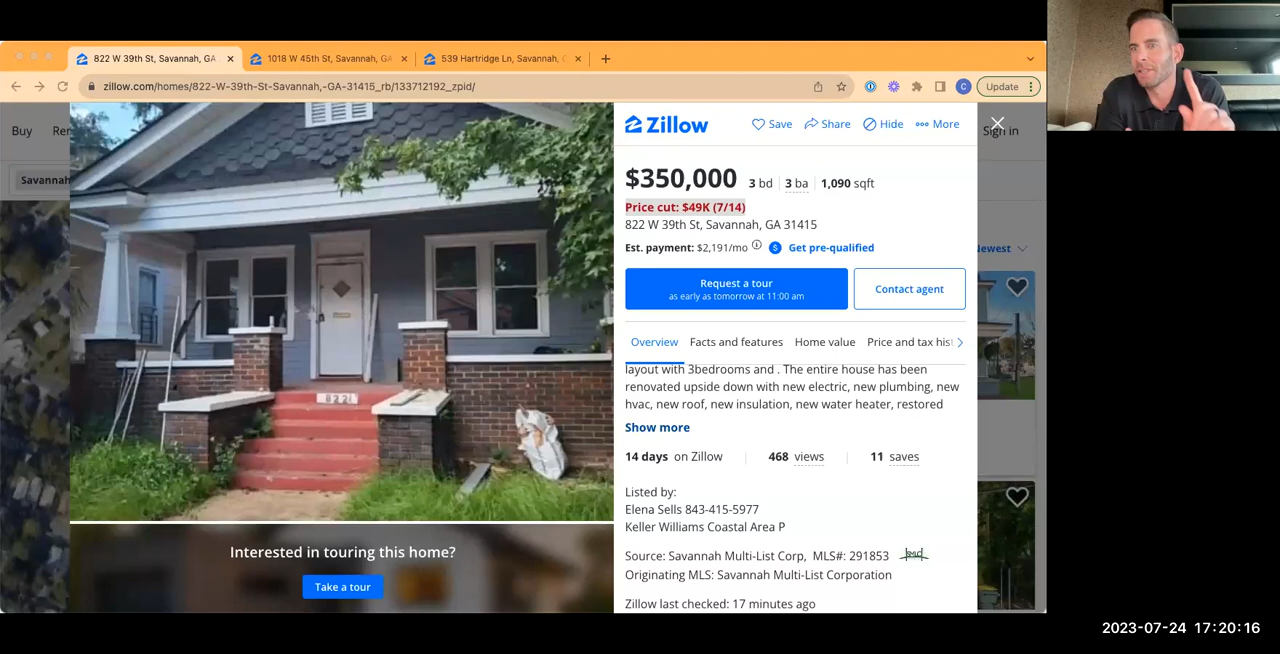 822 W 39th St, Savannah, GA
1018 W 45th St, Savannah, GA
539 Hartridge Ln, Savannah,
zillow.com/homes/822-W-39th-St-Savannah,-GA-31415_rb/133712192_zpid/
C
Update
Buy
Ren
Zillow
Save
Share
Hide
More
Sign in
Savannah
$350,000 3 bd 3 ba 1,090 sqft
Price cut: $49K (7/14)
822 W 39th St, Savannah, GA 31415
Est. payment: $2,191/mo
$ Get pre-qualified
Newest
Request a tour
as early as tomorrow at 11:00 am
Contact agent
Overview Facts and features Home value Price and tax hist
layout with 3bedrooms and . The entire house has been
renovated upside down with new electric, new plumbing, new
hvac, new roof, new insulation, new water heater, restored
Show more
822
14 days on Zillow 468 views 11 saves
Listed by:
Elena Sells 843-415-5977
Keller Williams Coastal Area P
Source: Savannah Multi-List Corp, MLS#: 291853
Originating MLS: Savannah Multi-List Corporation
Zillow last checked: 17 minutes ago
Interested in touring this home?
Take a tour
2023-07-24 17:20:16